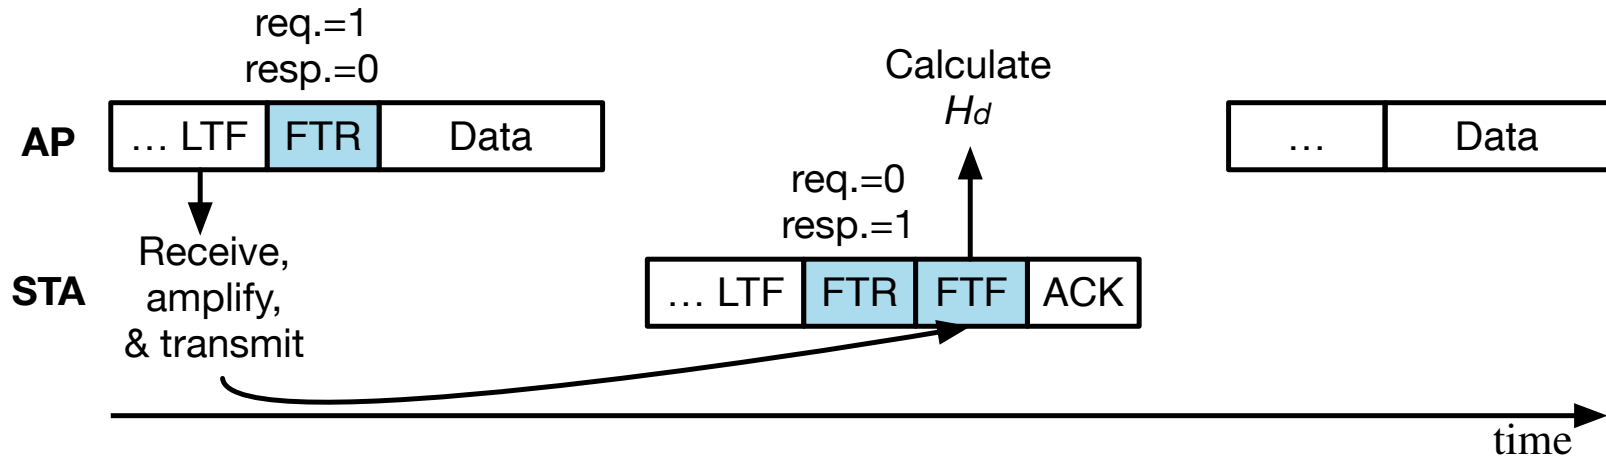 req.=1
resp.=0
AP
... LTF
FTR
Data
Receive,
amplify,
& transmit
STA
req.=0
resp.=1
... LTF
FTR
FTF
ACK
Calculate
Hd
...
Data
time